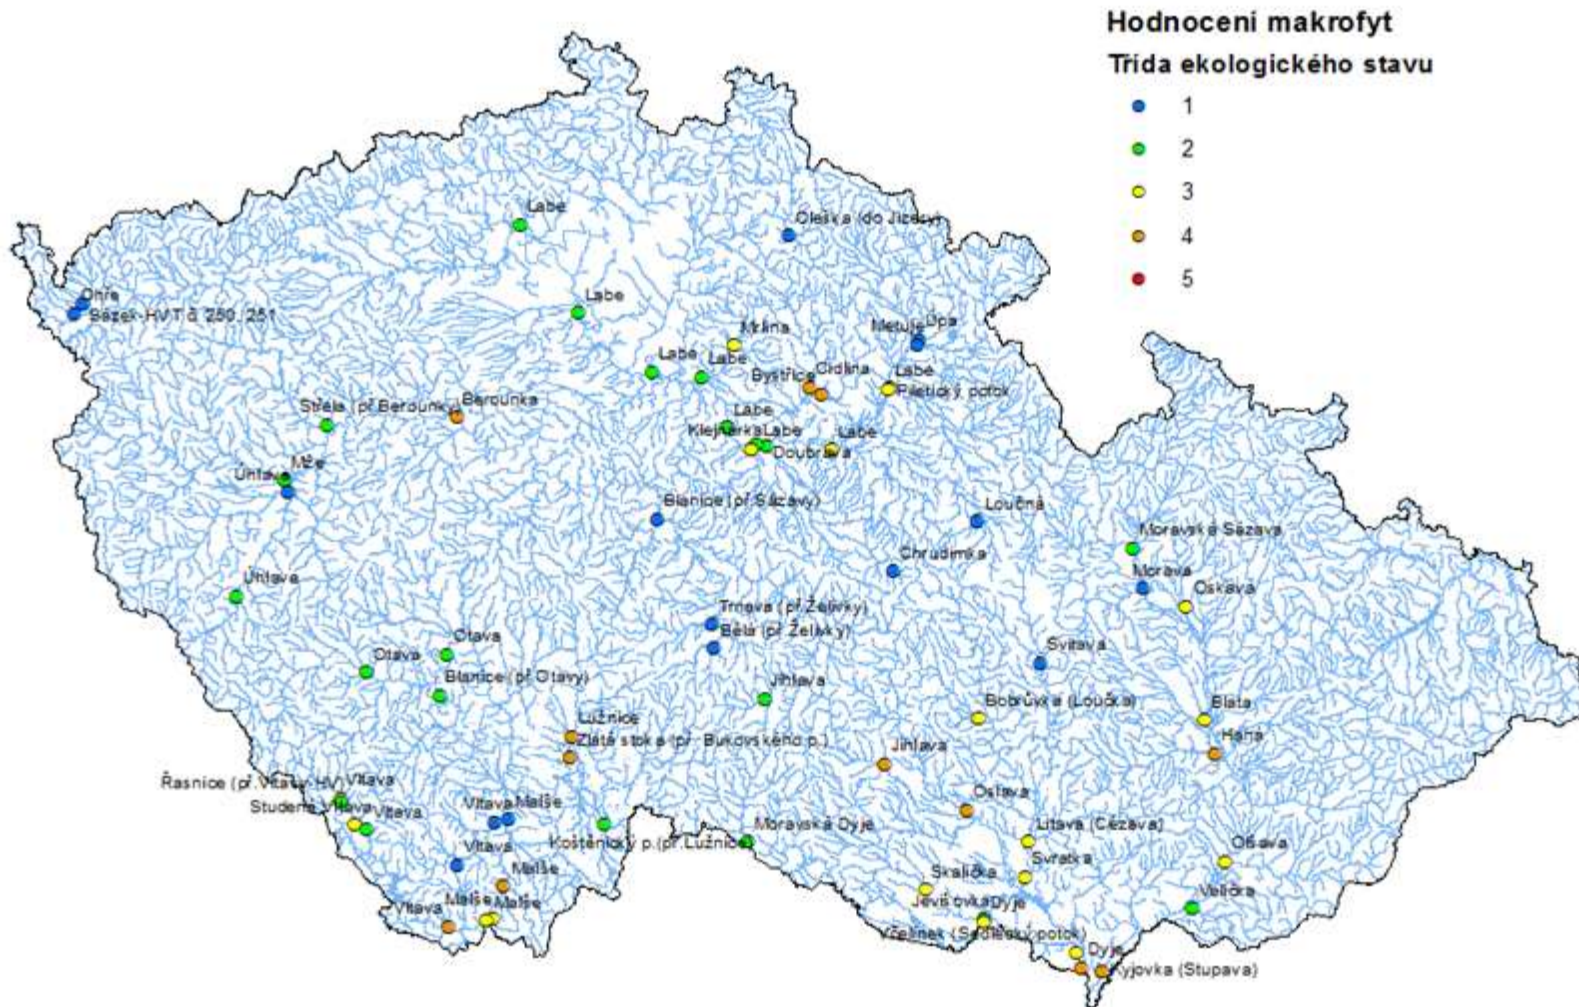 Hodnoceni makrofyt
Třída ekologického stavu
1
2
3
4
5
Labe
Oleška (do Jizery)
Ohře
Sázek-HVT č. 250, 251
Labe
Mrlina
Metuje
Úpa
Labe
Labe
Bystřice
Cidlina
Labe
Piletický potok
Střela (př.Berounky)
Berounka
Labe
Klejnárka
Labe
Doubrava
Labe
Úhlava
Mže
Blanice (př.Sázavy)
Loučná
Moravská Sázava
Chrudimka
Morava
Úhlava
Oskava
Trnava (př.Želivky)
Bělá (př.Želivky)
Otava
Otava
Svitava
Blanice (př.Otavy)
Jihlava
Bobrůvka (Loučka)
Blata
Lužnice
Zlatá stoka (př. Bukovského p.)
Jihlava
Haná
Řasnice (př.Vltavy-HV)
Vltava
Studená Vltava
Vltava
Vltava
Malše
Oslava
Koštěnický p.(př.Lužnice)
Moravská Dyje
Litava (Cézava)
Vltava
Malše
Svratka
Olšava
Skalička
Malše
Malše
Vltava
Jevišovka
Dyje
Velička
Včelínek (Sedlecký potok)
Dyje
Kyjovka (Stupava)